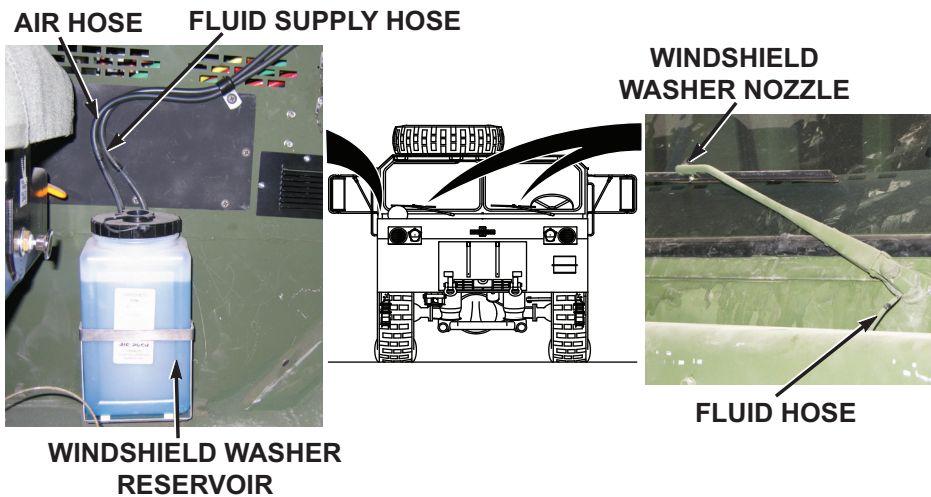 AIR HOSE
FLUID SUPPLY HOSE
WINDSHIELD
WASHER NOZZLE
FLUID HOSE
WINDSHIELD WASHER
RESERVOIR